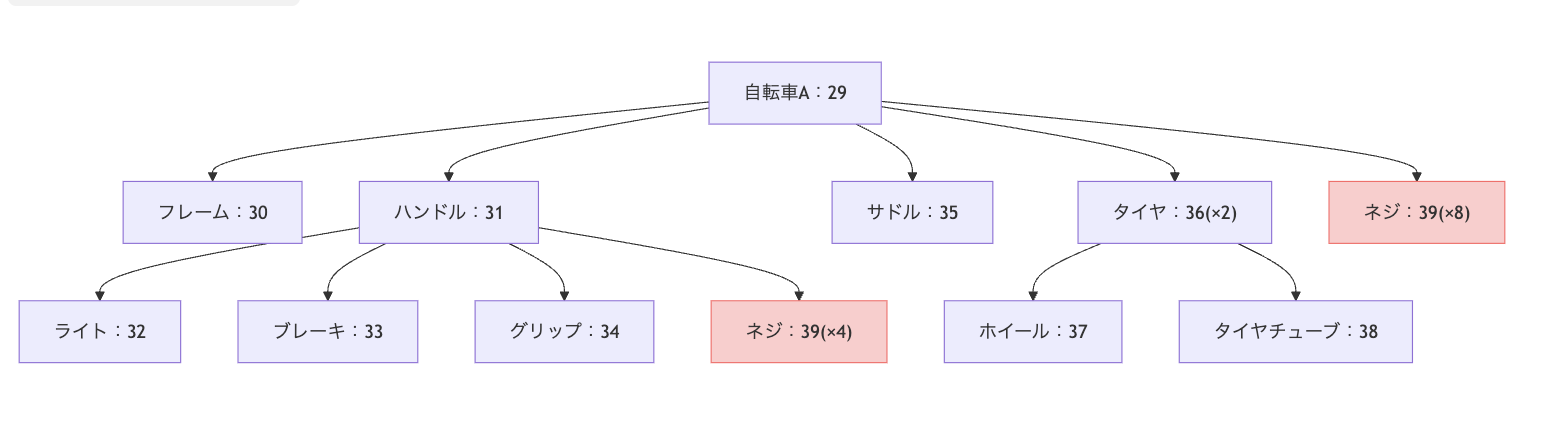 自転車A：29
フレーム：30
ハンドル：31
サドル：35
タイヤ：36(×2)
ネジ：39(×8)
ライト：32
ブレーキ：33
グリップ：34
ネジ：39(×4)
ホイール：37
タイヤチューブ：38